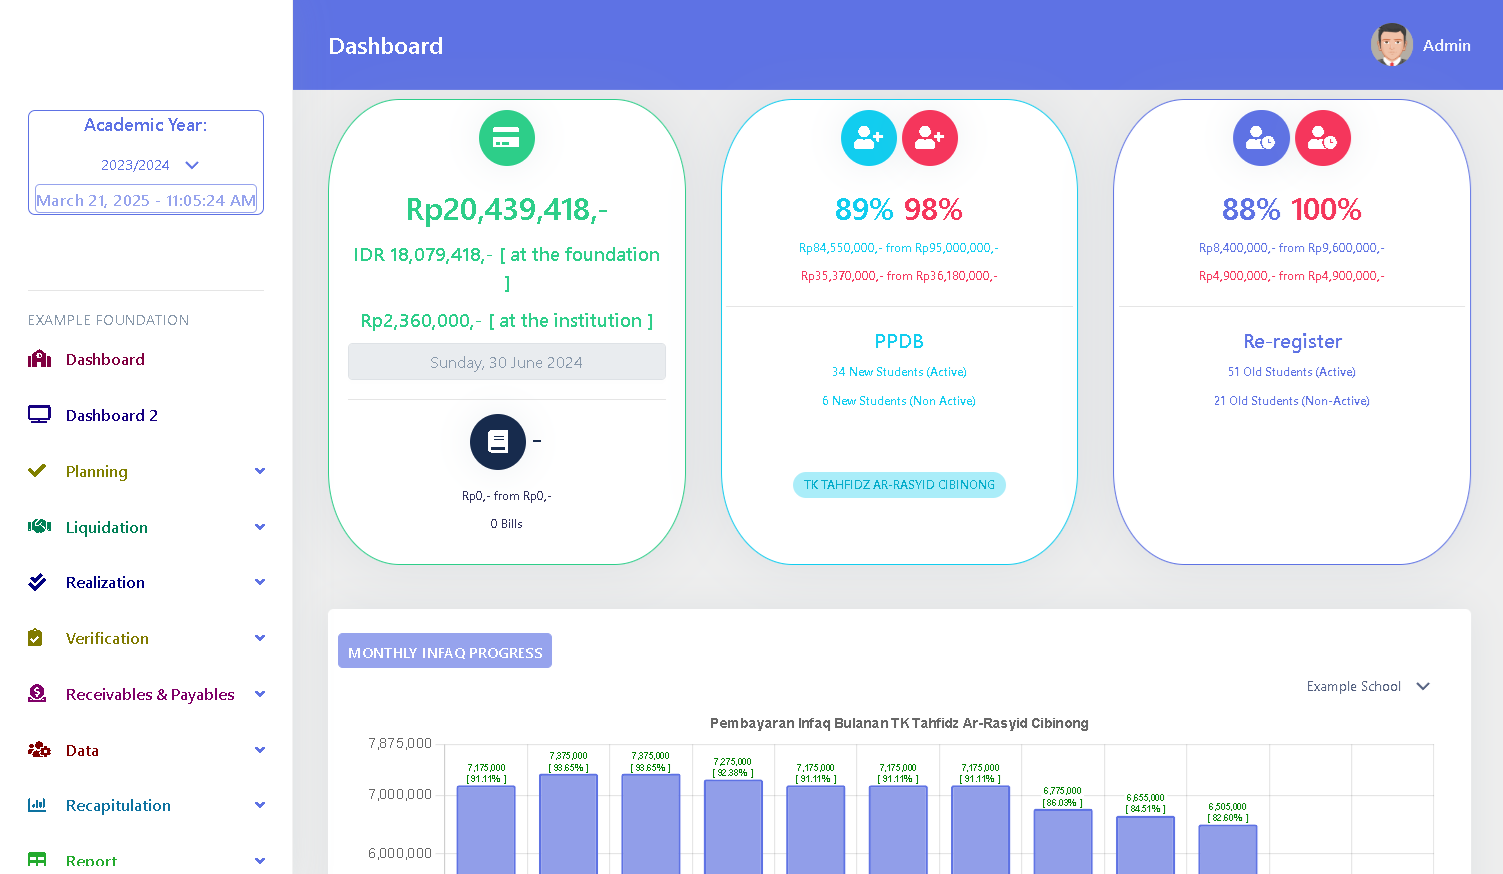 Dashboard
Admin
Academic Year:
2023/2024
March 21, 2025 - 11:05:24 AM
EXAMPLE FOUNDATION
Dashboard
Dashboard 2
Planning
Liquidation
Realization
Verification
Receivables & Payables
Data
Recapitulation
Report
Rp20,439,418,-
IDR 18,079,418,- [ at the foundation
]
Rp2,360,000,- [ at the institution ]
Sunday, 30 June 2024
-
Rp0,- from Rp0,-
0 Bills
89% 98%
Rp84,550,000,- from Rp95,000,000,-
Rp35,370,000,- from Rp36,180,000,-
PPDB
34 New Students (Active)
6 New Students (Non Active)
TK TAHFIDZ AR-RASYID CIBINONG
88% 100%
Rp8,400,000,- from Rp9,600,000,-
Rp4,900,000,- from Rp4,900,000,-
Re-register
51 Old Students (Active)
21 Old Students (Non-Active)
MONTHLY INFAQ PROGRESS
Example School
Pembayaran Infaq Bulanan TK Tahfidz Ar-Rasyid Cibinong
7,875,000
7,000,000
6,000,000
7,175,000
[ 91.11% ]
7,375,000
[ 93.65% ]
7,375,000
[ 93.65% ]
7,275,000
[ 92.38% ]
7,175,000
[ 91.11% ]
7,175,000
[ 91.11% ]
7,175,000
[ 91.11% ]
6,775,000
[ 86.03% ]
6,655,000
[ 84.51% ]
6,505,000
[ 82.60% ]